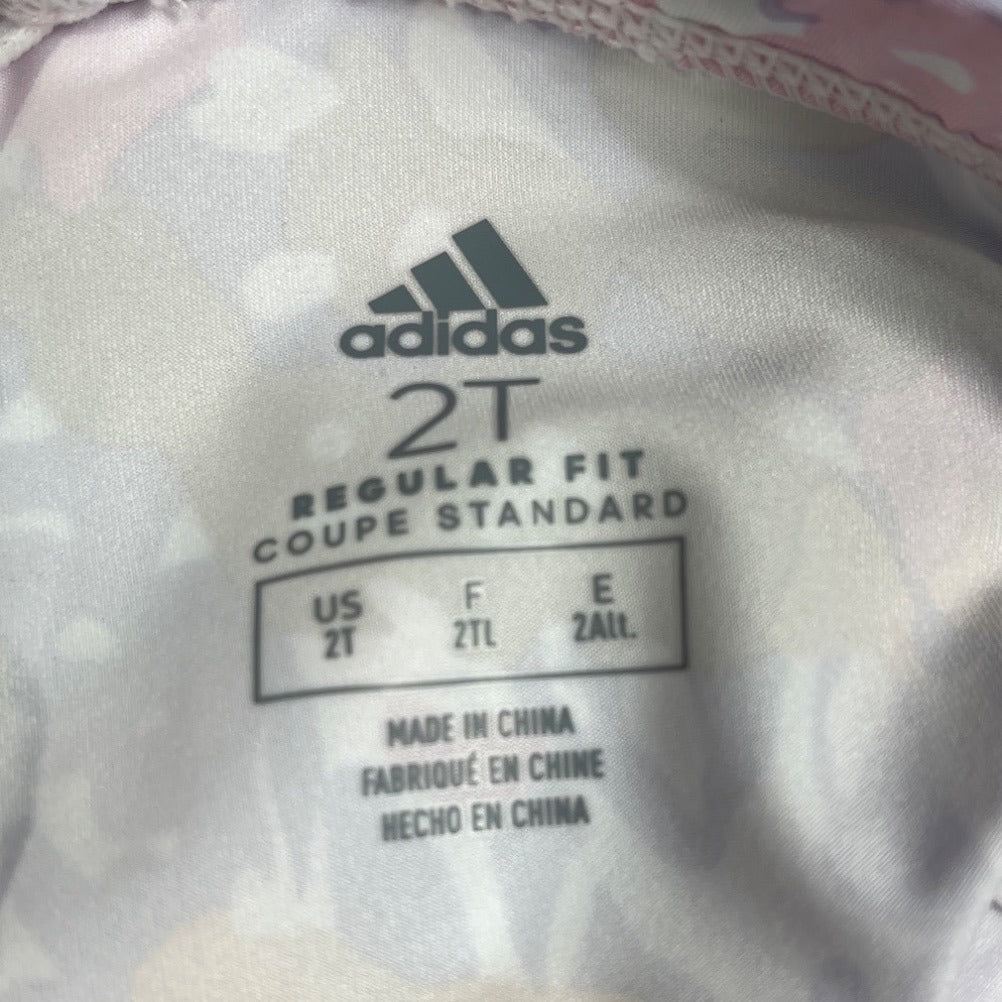 adidas
2T
REGULAR FIT
COUPE STANDARD
US F E
2T 2TL 2Alt.
MADE IN CHINA
FABRIQUÉ EN CHINE
HECHO EN CHINA